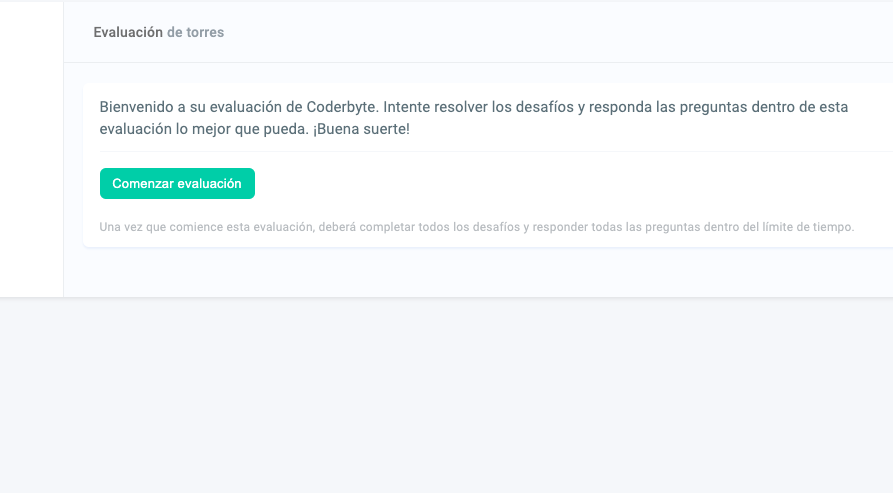 Evaluación de torres
Bienvenido a su evaluación de Coderbyte. Intente resolver los desafíos y responda las preguntas dentro de esta
evaluación lo mejor que pueda. ¡Buena suerte!
Comenzar evaluación
Una vez que comience esta evaluación, deberá completar todos los desafíos y responder todas las preguntas dentro del límite de tiempo.